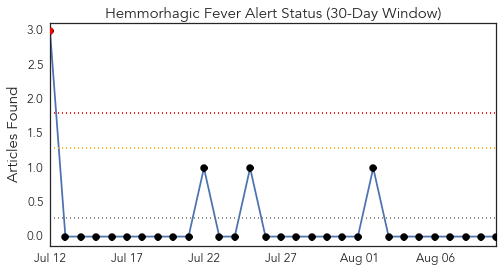 Hemmorhagic Fever Alert Status (30-Day Window)
Articles Found
3.0
2.5
2.0
1.5
1.0
0.5
0.0
Jul 12
Jul 17
Jul 22
Jul 27
Aug 01
Aug 06